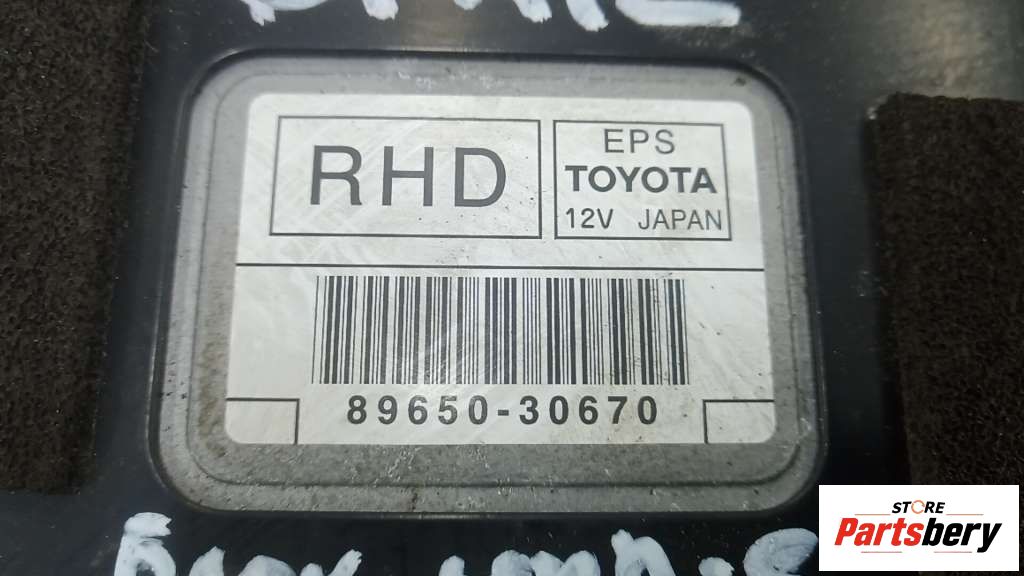 RHD
EPS
TOYOTA
12V JAPAN
89650-30670
STORE
Partsbery